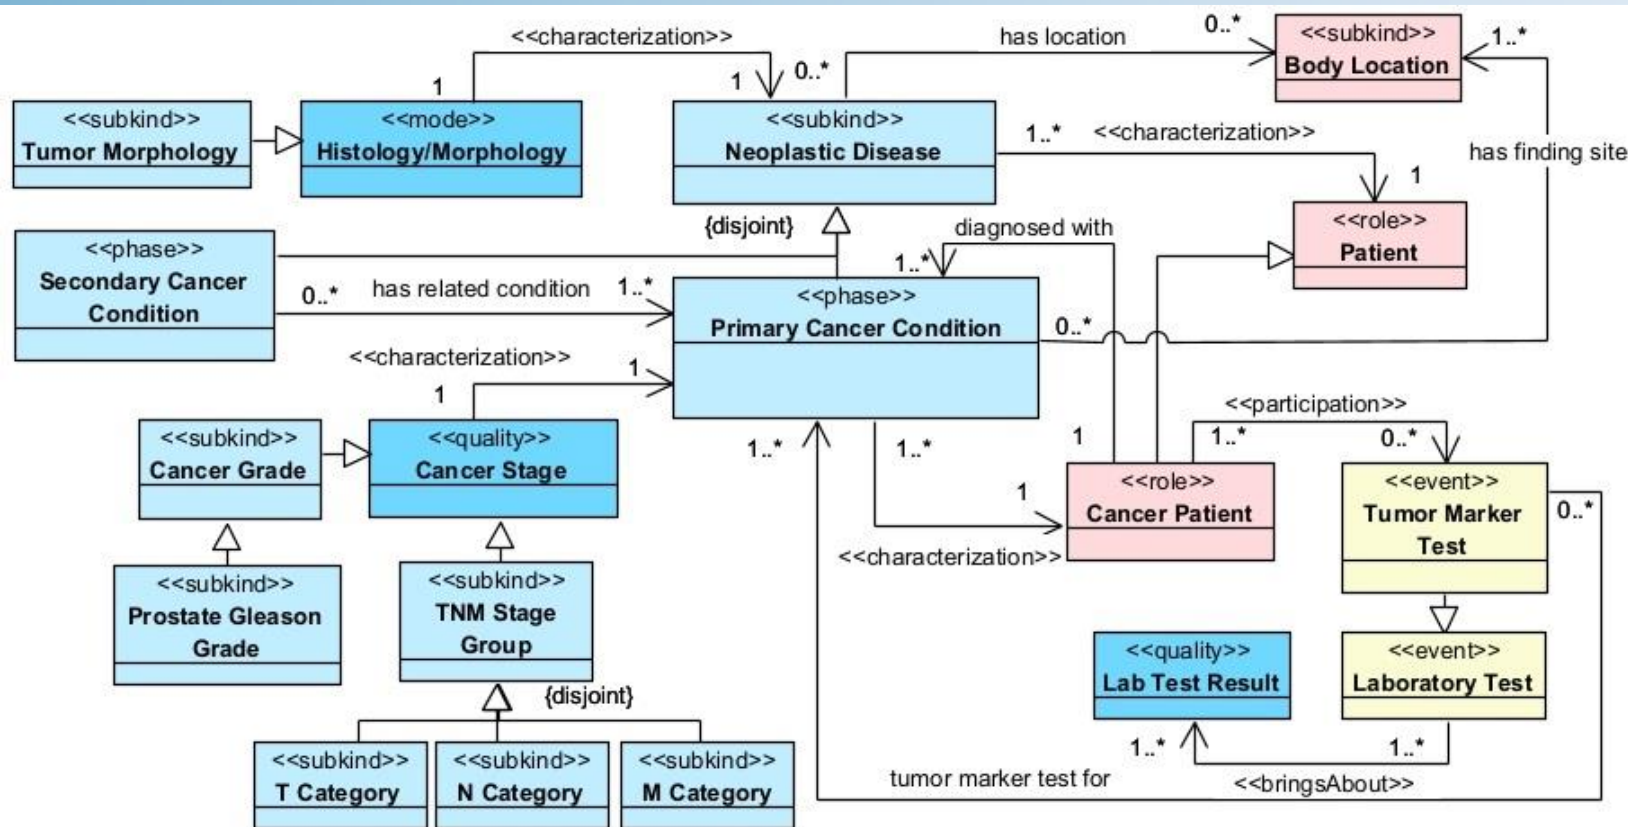 <<characterization>>
has location
0..*
<<subkind>>
Body Location
1..*
1
1
0..*
<<subkind>>
Tumor Morphology
<<mode>>
Histology/Morphology
<<subkind>>
Neoplastic Disease
1..*
<<characterization>>
has finding site
1
<<role>>
Patient
{disjoint}
diagnosed with
1..*
<<phase>>
Secondary Cancer
Condition
0..*
has related condition
1..*
<<phase>>
Primary Cancer Condition
0..*
<<characterization>>
1
1
<<subkind>>
Cancer Grade
<<quality>>
Cancer Stage
1..*
1..*
1
<<participation>>
1..*
0..*
1
<<characterization>>
<<role>>
Cancer Patient
<<event>>
Tumor Marker
Test
0..*
<<subkind>>
Prostate Gleason
Grade
<<subkind>>
TNM Stage
Group
{disjoint}
<<quality>>
Lab Test Result
<<event>>
Laboratory Test
1..*
1..*
<<bringsAbout>>
tumor marker test for
<<subkind>>
T Category
<<subkind>>
N Category
<<subkind>>
M Category